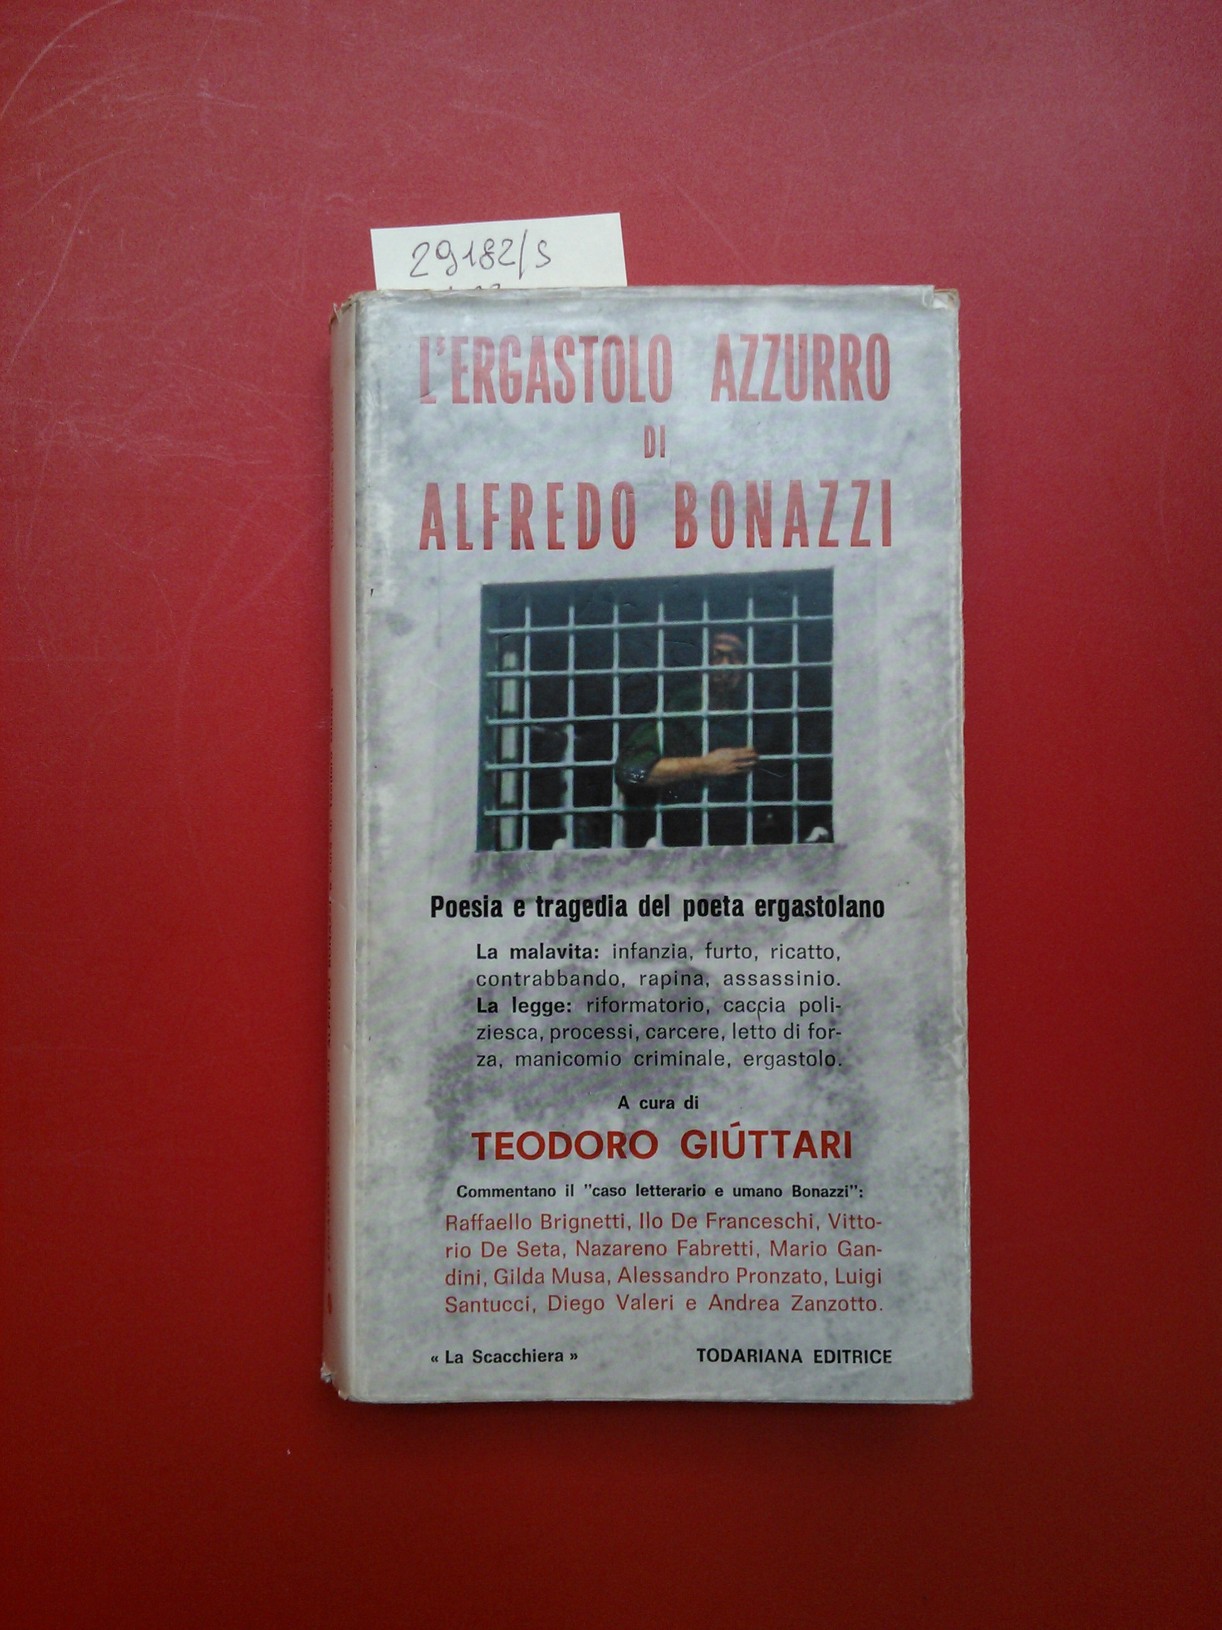 29182/S
L'ERGASTOLO AZZURRO
DI
ALFREDO BONAZZI
Poesia e tragedia del poeta ergastolano
La malavita: infanzia, furto, ricatto,
contrabbando, rapina, assassinio.
La legge: riformatorio, caccia poli-
ziesca, processi, carcere, letto di for-
za, manicomio criminale, ergastolo.
A cura di
TEODORO GIÚTTARI
Commentano il "caso letterario e umano Bonazzi":
Raffaello Brignetti, Ilo De Franceschi, Vitto-
rio De Seta, Nazareno Fabretti, Mario Gan-
dini, Gilda Musa, Alessandro Pronzato, Luigi
Santucci, Diego Valeri e Andrea Zanzotto.
« La Scacchiera » TODARIANA EDITRICE